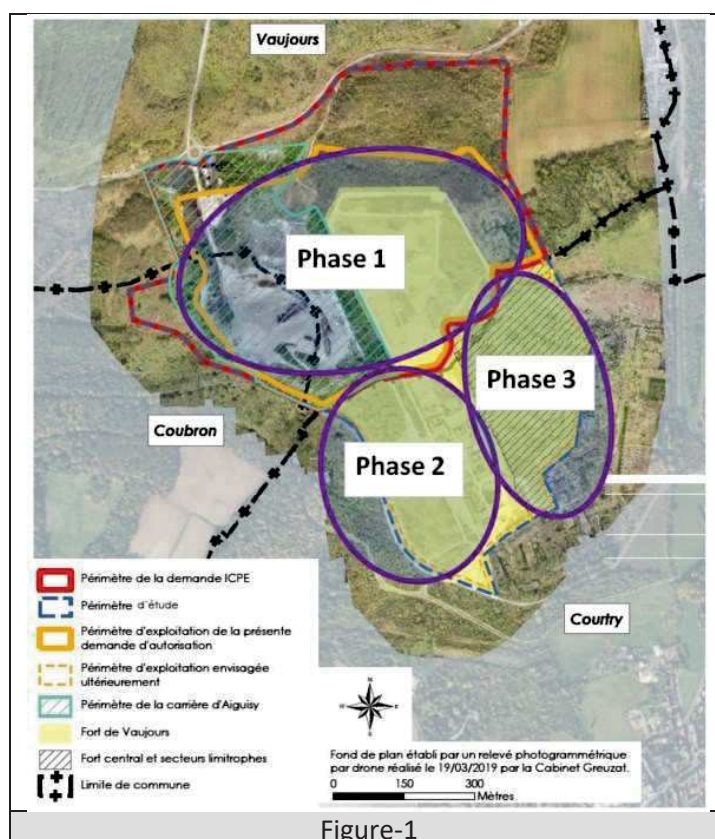 Vaujours
Phase 1
Phase 3
Coubron
Phase 2
Courtry
Périmètre de la demande ICPE
Périmètre d'étude
Périmètre d'exploitation de la présente
demande d'autorisation
Périmètre d'exploitation envisagée
ultérieurement
Périmètre de la carrière d'Aiguisy
Fort de Vaujours
Fort central et secteurs limitrophes
Limite de commune
N
Fond de plan établi par un relevé photogrammétrique
par drone réalisé le 19/03/2019 par la Cabinet Greuzat.
0 150 300
Mètres
Figure-1